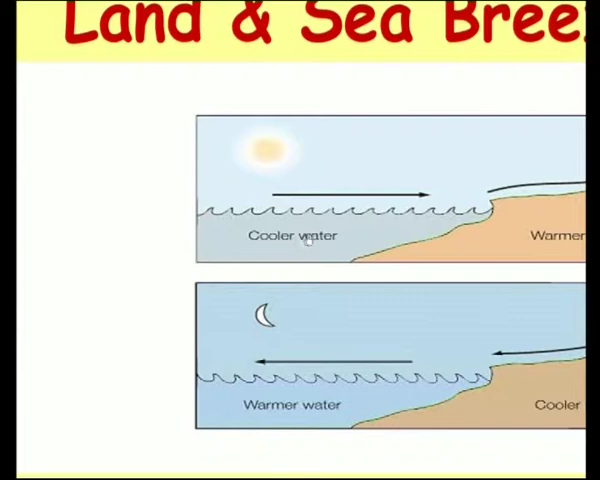 Land & Sea Bree
Cooler water
Warmer
Warmer water
Cooler